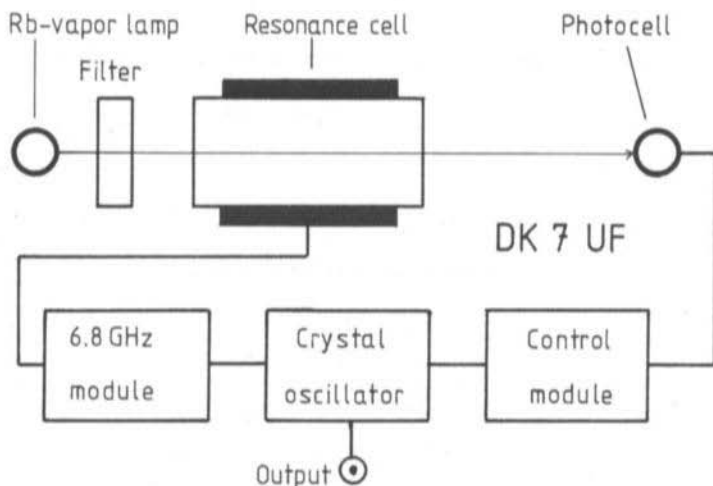 Rb-vapor lamp
Resonance cell
Photocell
Filter
DK 7 UF
6.8 GHz
module
Crystal
oscillator
Control
module
Output